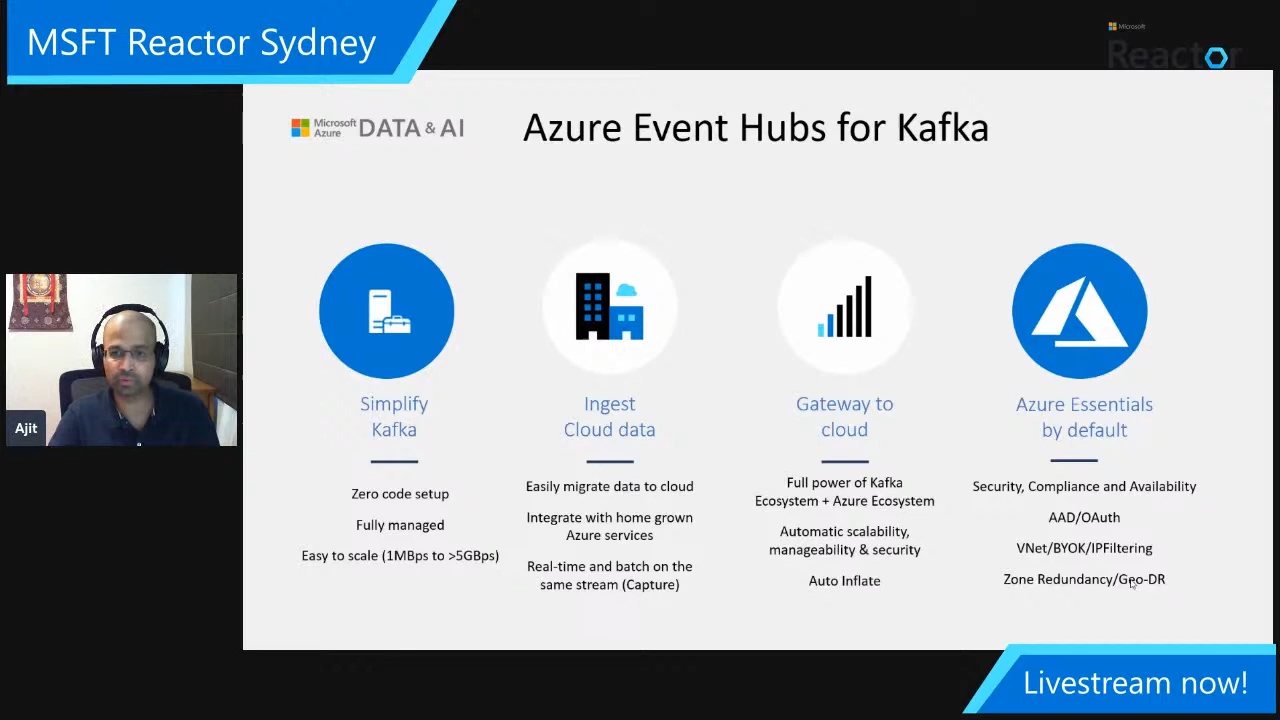 MSFT Reactor Sydney
Microsoft
Reactor
Microsoft
Azure
DATA & AI
Azure Event Hubs for Kafka
Ajit
Simplify
Kafka
Zero code setup
Fully managed
Easy to scale (1MBps to >5GBps)
Ingest
Cloud data
Easily migrate data to cloud
Integrate with home grown
Azure services
Real-time and batch on the
same stream (Capture)
Gateway to
cloud
Full power of Kafka
Ecosystem + Azure Ecosystem
Automatic scalability,
manageability & security
Auto Inflate
Azure Essentials
by default
Security, Compliance and Availability
AAD/OAuth
VNet/BYOK/IPFiltering
Zone Redundancy/Geo-DR
Livestream now!